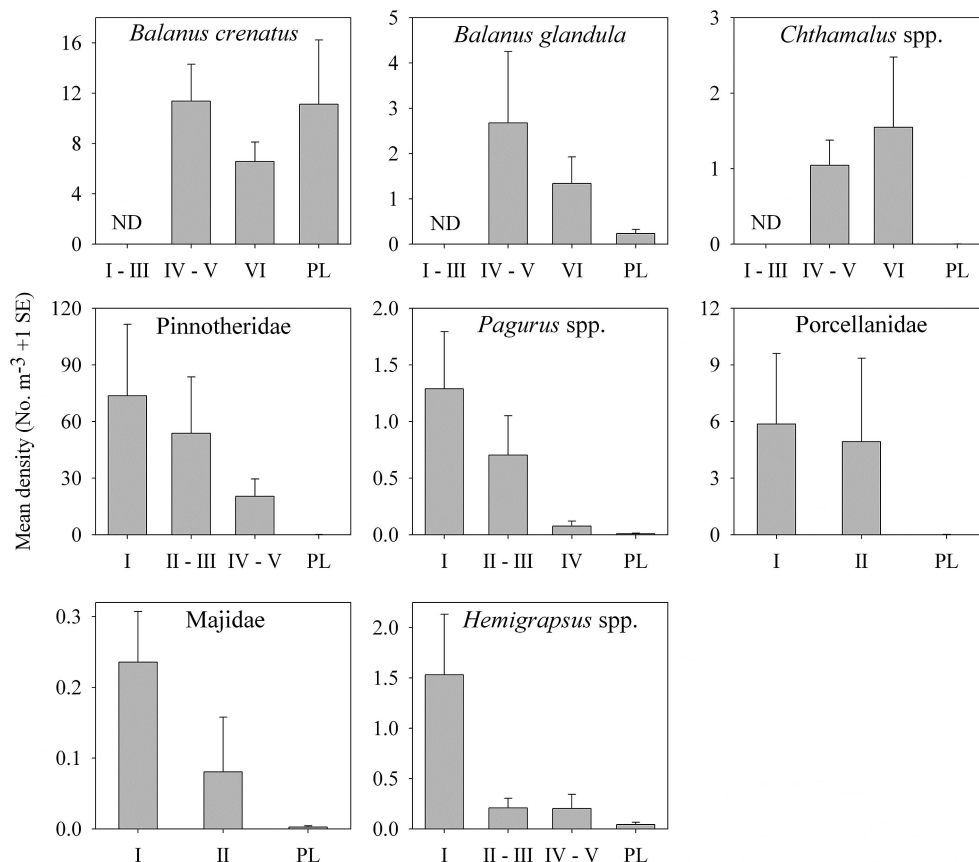 Mean density (No. m⁻³ +1 SE)
Balanus crenatus
16
12
8
4
0
ND
I - III IV - V VI PL
Balanus glandula
5
4
3
2
1
0
ND
I - III IV - V VI PL
Chthamalus spp.
3
2
1
0
ND
I - III IV - V VI PL
Pinnotheridae
120
90
60
30
0
I II - III IV - V PL
Pagurus spp.
2.0
1.5
1.0
0.5
0.0
I II - III IV PL
Porcellanidae
12
9
6
3
0
I II PL
Majidae
0.3
0.2
0.1
0.0
I II PL
Hemigrapsus spp.
2.0
1.5
1.0
0.5
0.0
I II - III IV - V PL